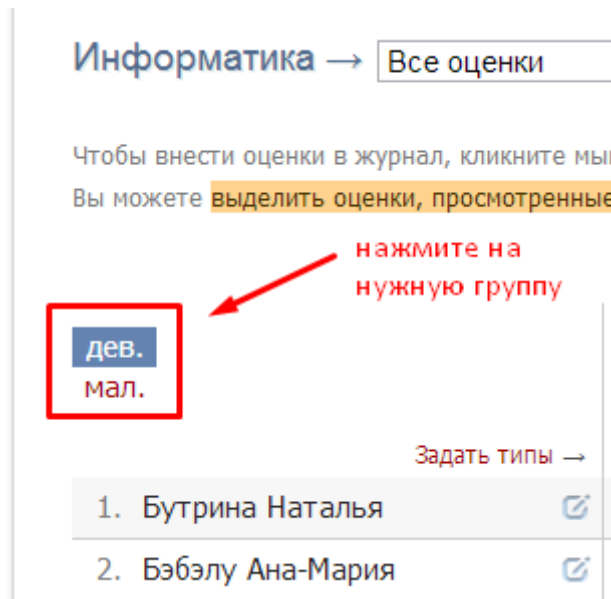 Информатика → Все оценки
Чтобы внести оценки в журнал, кликните
Вы можете выделить оценки, просмотренные
нажмите на
нужную группу
дев.
мал.
Задать типы →
1. Бутрина Наталья
2. Бэбэлу Ана-Мария